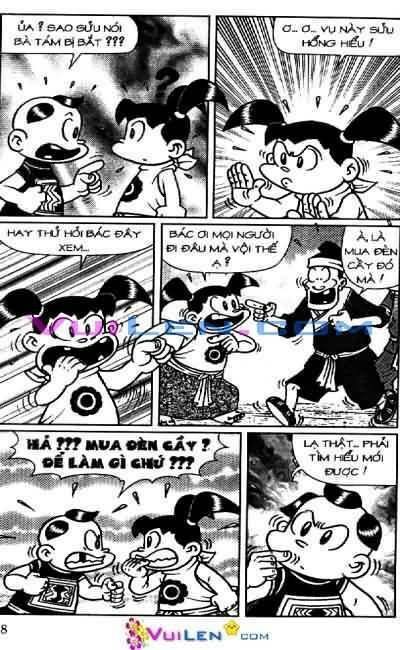 ỦA ? SAO SỬU NÓI
BÀ TÁM BỊ BẮT ???
Ơ... Ơ... VỤ NÀY SỬU
HỔNG HIỂU !
HAY THỬ HỎI BÁC ĐÂY
XEM...
BÁC ƠI MỌI NGƯỜI
ĐI ĐÂU MÀ VỘI THẾ
Ạ ?
À, LÀ
MUA ĐÈN
CẦY ĐÓ
MÀ !
VUILEN.COM
HẢ ??? MUA ĐÈN CẦY ?
ĐỂ LÀM GÌ CHỨ ???
LẠ THẬT... PHẢI
TÌM HIỂU MỚI
ĐƯỢC !
8
VUILEN.COM